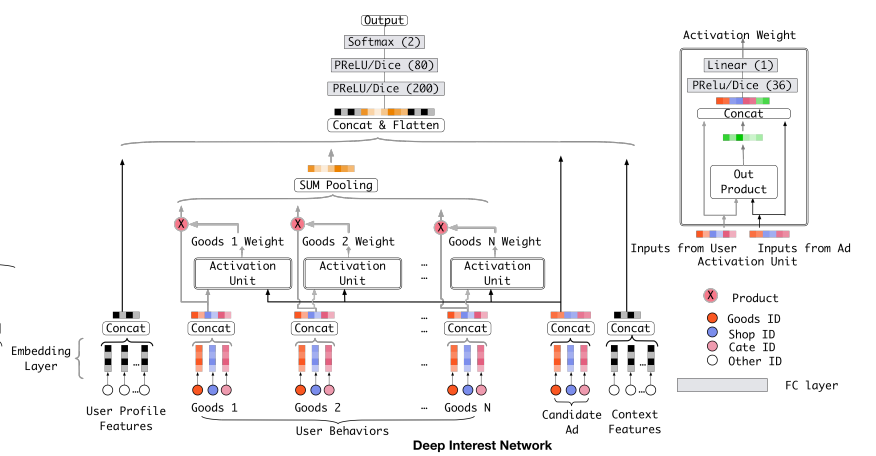 Output
Softmax (2)
PReLU/Dice (80)
PReLU/Dice (200)
Concat & Flatten
SUM Pooling
X
X
X
Goods 1 Weight
Goods 2 Weight
Goods N Weight
Activation
Unit
Activation
Unit
...
...
Activation
Unit
Concat
Concat
Concat
...
...
Concat
Concat
Concat
Embedding
Layer
...
...
...
...
...
User Profile
Features
Goods 1
Goods 2
...
Goods N
User Behaviors
Candidate
Ad
Context
Features
Deep Interest Network
Activation Weight
Linear (1)
PRelu/Dice (36)
Concat
Out
Product
Inputs from User
Inputs from Ad
Activation Unit
X
Product
Goods ID
Shop ID
Cate ID
Other ID
FC layer